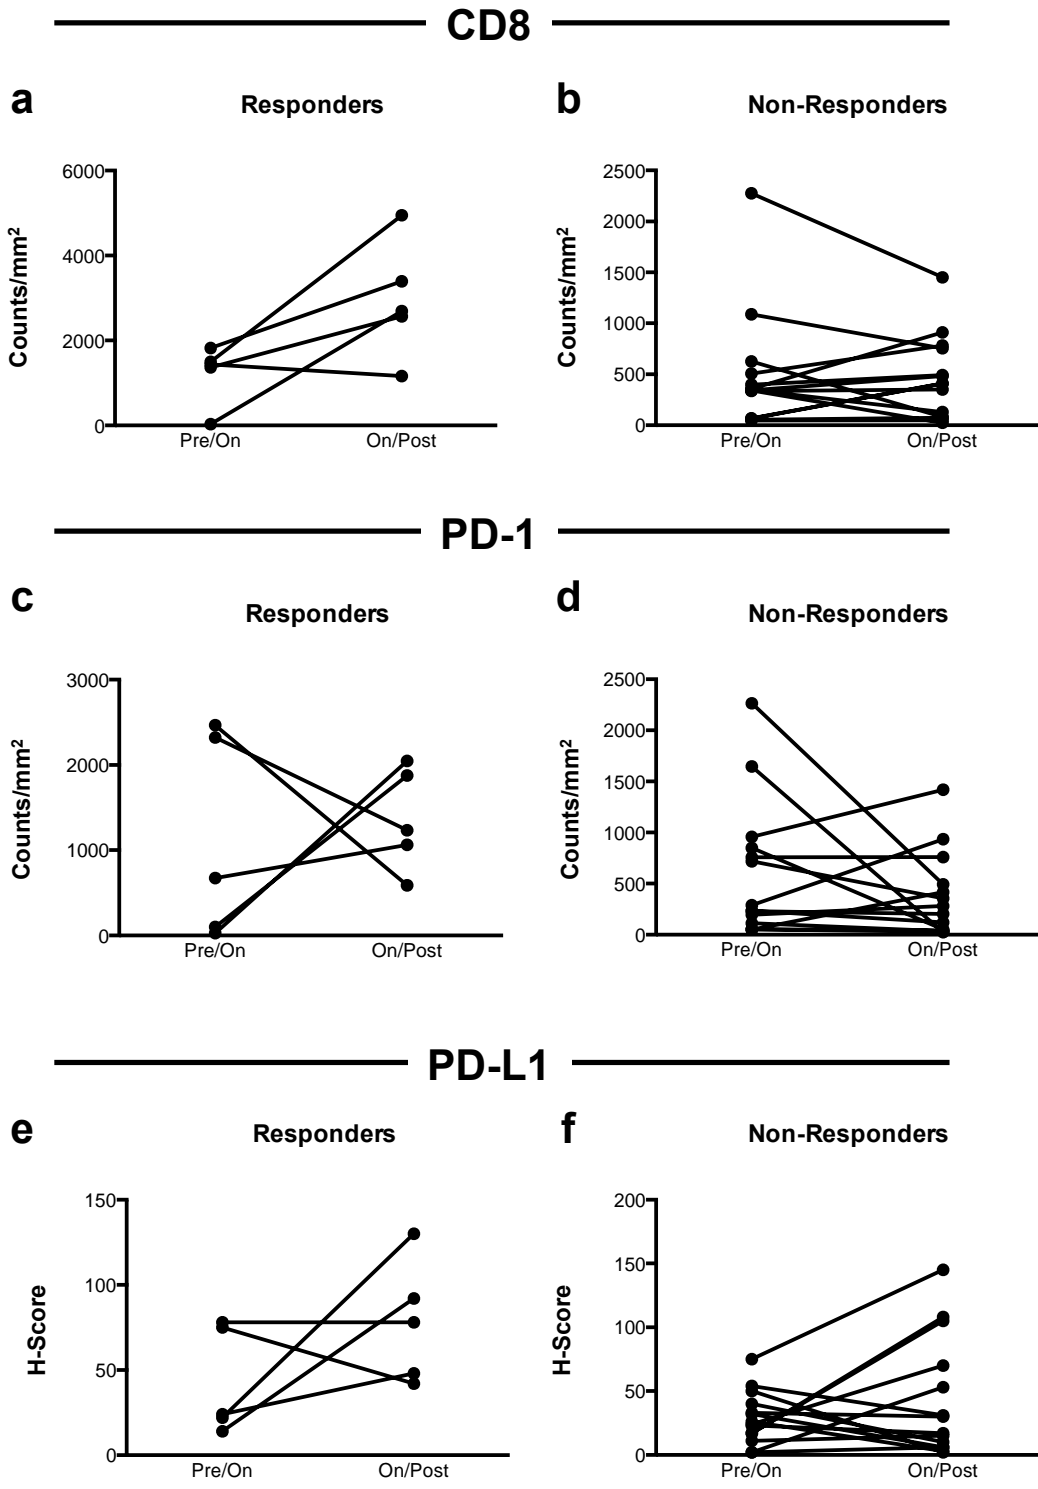 CD8
a Responders
b Non-Responders
Counts/mm²
6000
4000
2000
0
Pre/On On/Post
Counts/mm²
2500
2000
1500
1000
500
0
Pre/On On/Post
PD-1
c Responders
d Non-Responders
Counts/mm²
3000
2000
1000
0
Pre/On On/Post
Counts/mm²
2500
2000
1500
1000
500
0
Pre/On On/Post
PD-L1
e Responders
f Non-Responders
H-Score
150
100
50
0
Pre/On On/Post
H-Score
200
150
100
50
0
Pre/On On/Post